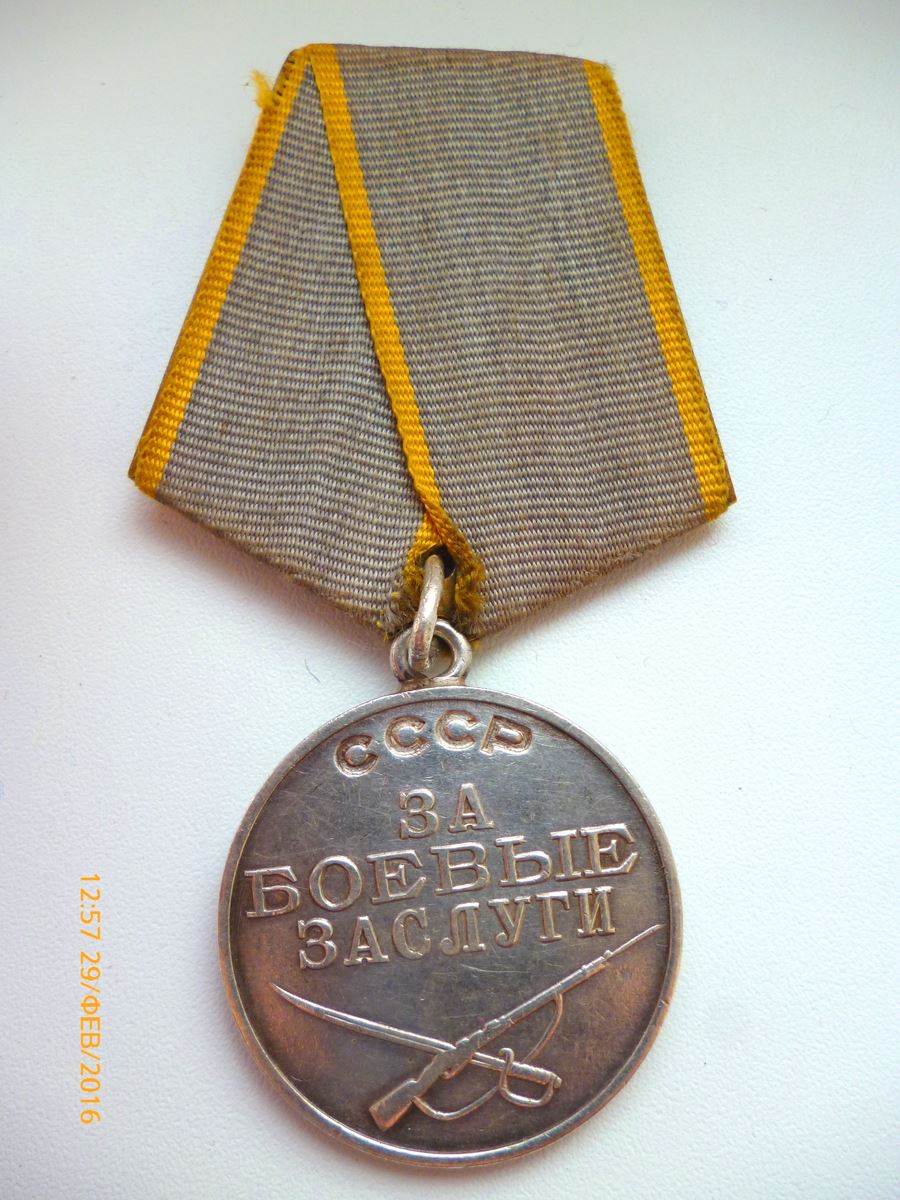 СССР
ЗА
БОЕВЫЕ
ЗАСЛУГИ
12:57 29/ФЕВ/2016